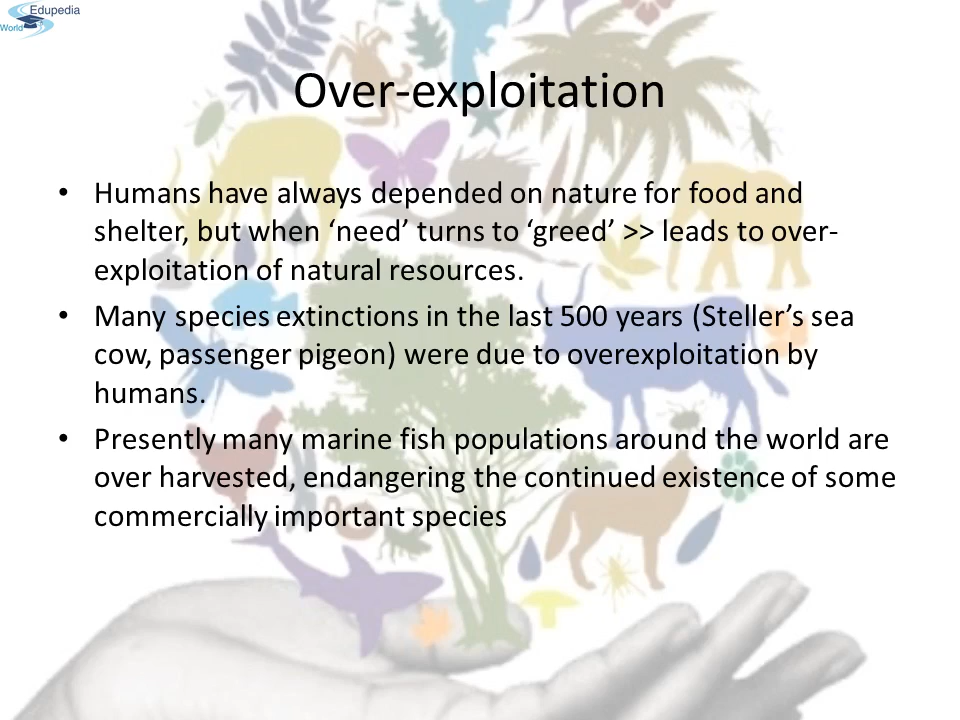 Edupedia
World
Over-exploitation
• Humans have always depended on nature for food and
shelter, but when ‘need’ turns to ‘greed’ >> leads to over-
exploitation of natural resources.
• Many species extinctions in the last 500 years (Steller’s sea
cow, passenger pigeon) were due to overexploitation by
humans.
• Presently many marine fish populations around the world are
over harvested, endangering the continued existence of some
commercially important species